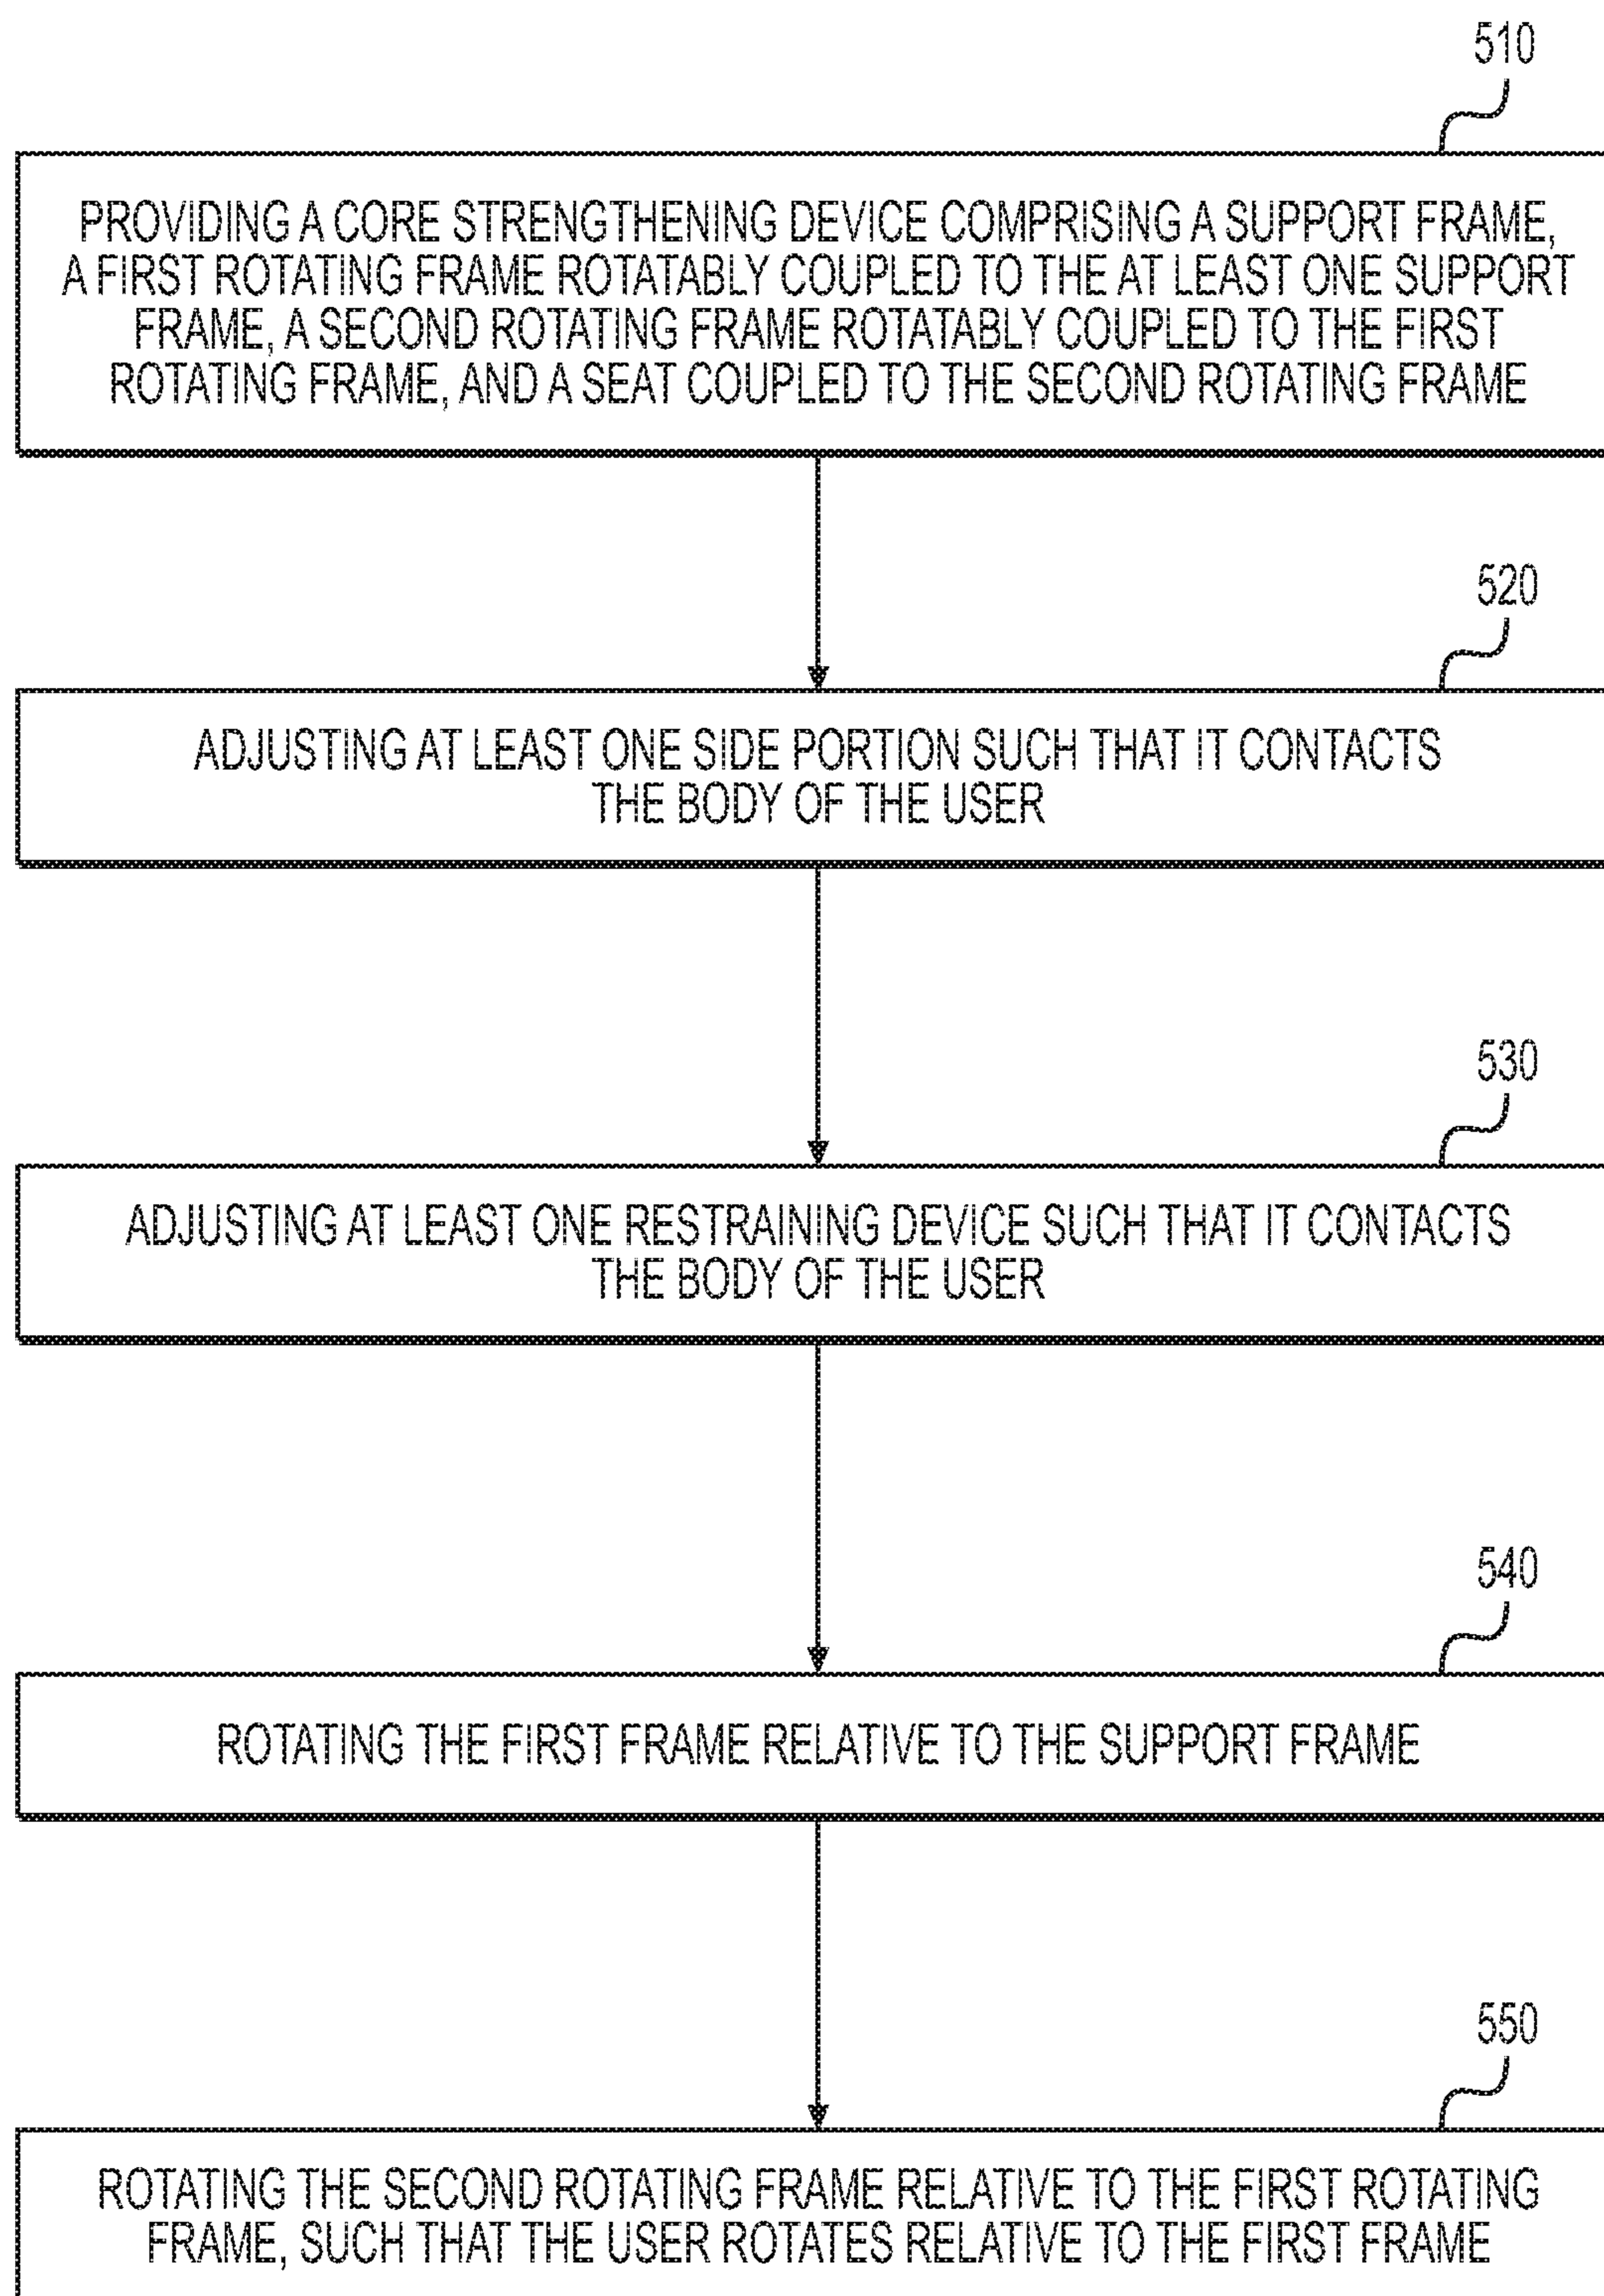 510
PROVIDING A CORE STRENGTHENING DEVICE COMPRISING A SUPPORT FRAME,
A FIRST ROTATING FRAME ROTATABLY COUPLED TO THE AT LEAST ONE SUPPORT
FRAME, A SECOND ROTATING FRAME ROTATABLY COUPLED TO THE FIRST
ROTATING FRAME, AND A SEAT COUPLED TO THE SECOND ROTATING FRAME
520
ADJUSTING AT LEAST ONE SIDE PORTION SUCH THAT IT CONTACTS
THE BODY OF THE USER
530
ADJUSTING AT LEAST ONE RESTRAINING DEVICE SUCH THAT IT CONTACTS
THE BODY OF THE USER
540
ROTATING THE FIRST FRAME RELATIVE TO THE SUPPORT FRAME
550
ROTATING THE SECOND ROTATING FRAME RELATIVE TO THE FIRST ROTATING
FRAME, SUCH THAT THE USER ROTATES RELATIVE TO THE FIRST FRAME